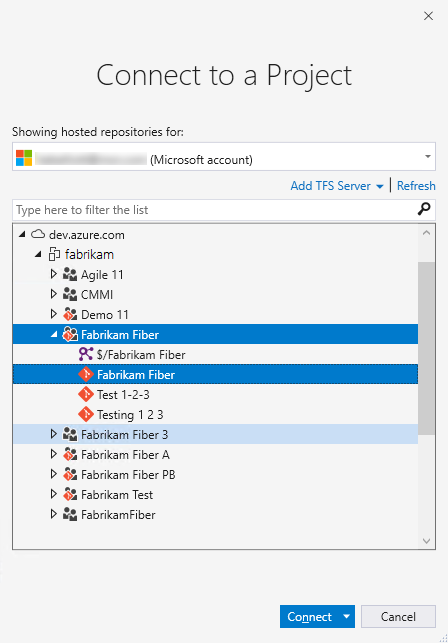 Connect to a Project
Showing hosted repositories for:
(Microsoft account)
Add TFS Server | Refresh
Type here to filter the list
dev.azure.com
fabrikam
Agile 11
CMMI
Demo 11
Fabrikam Fiber
$/Fabrikam Fiber
Fabrikam Fiber
Test 1-2-3
Testing 1 2 3
Fabrikam Fiber 3
Fabrikam Fiber A
Fabrikam Fiber PB
Fabrikam Test
FabrikamFiber
Connect Cancel